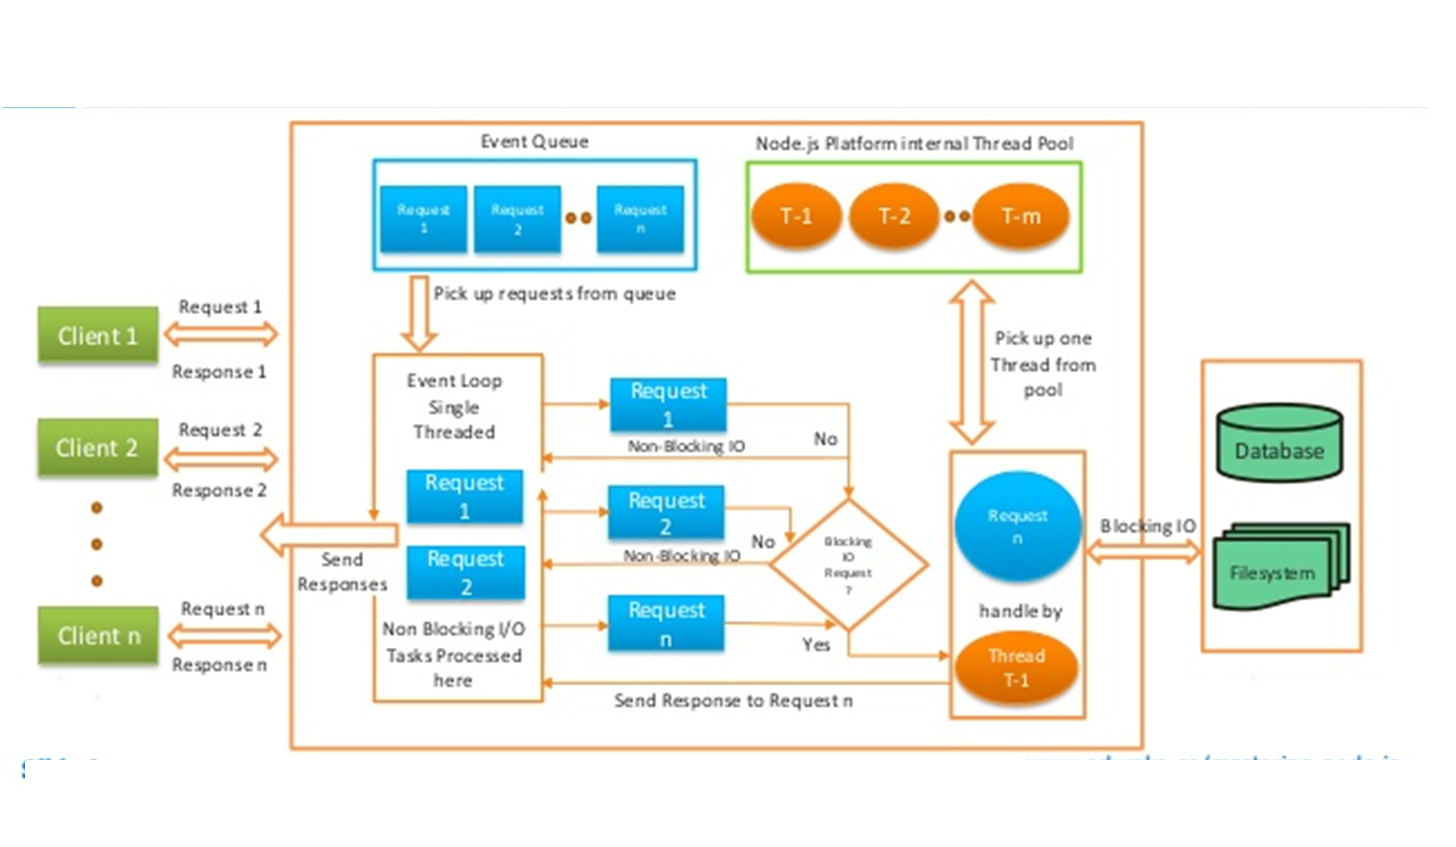 Event Queue
Node.js Platform internal Thread Pool
Request
1
Request
2
Request
n
T-1
T-2
T-m
Pick up requests from queue
Client 1
Request 1
Response 1
Client 2
Request 2
Response 2
Client n
Request n
Response n
Event Loop
Single
Threaded
Request
1
Request
2
Non Blocking I/O
Tasks Processed
here
Send
Responses
Request
1
No
Non-Blocking IO
Request
2
No
Non-Blocking IO
Request
n
Blocking
IO
Request
?
Yes
Send Response to Request n
Pick up one
Thread from
pool
Request
n
handle by
Thread
T-1
Blocking IO
Database
Filesystem